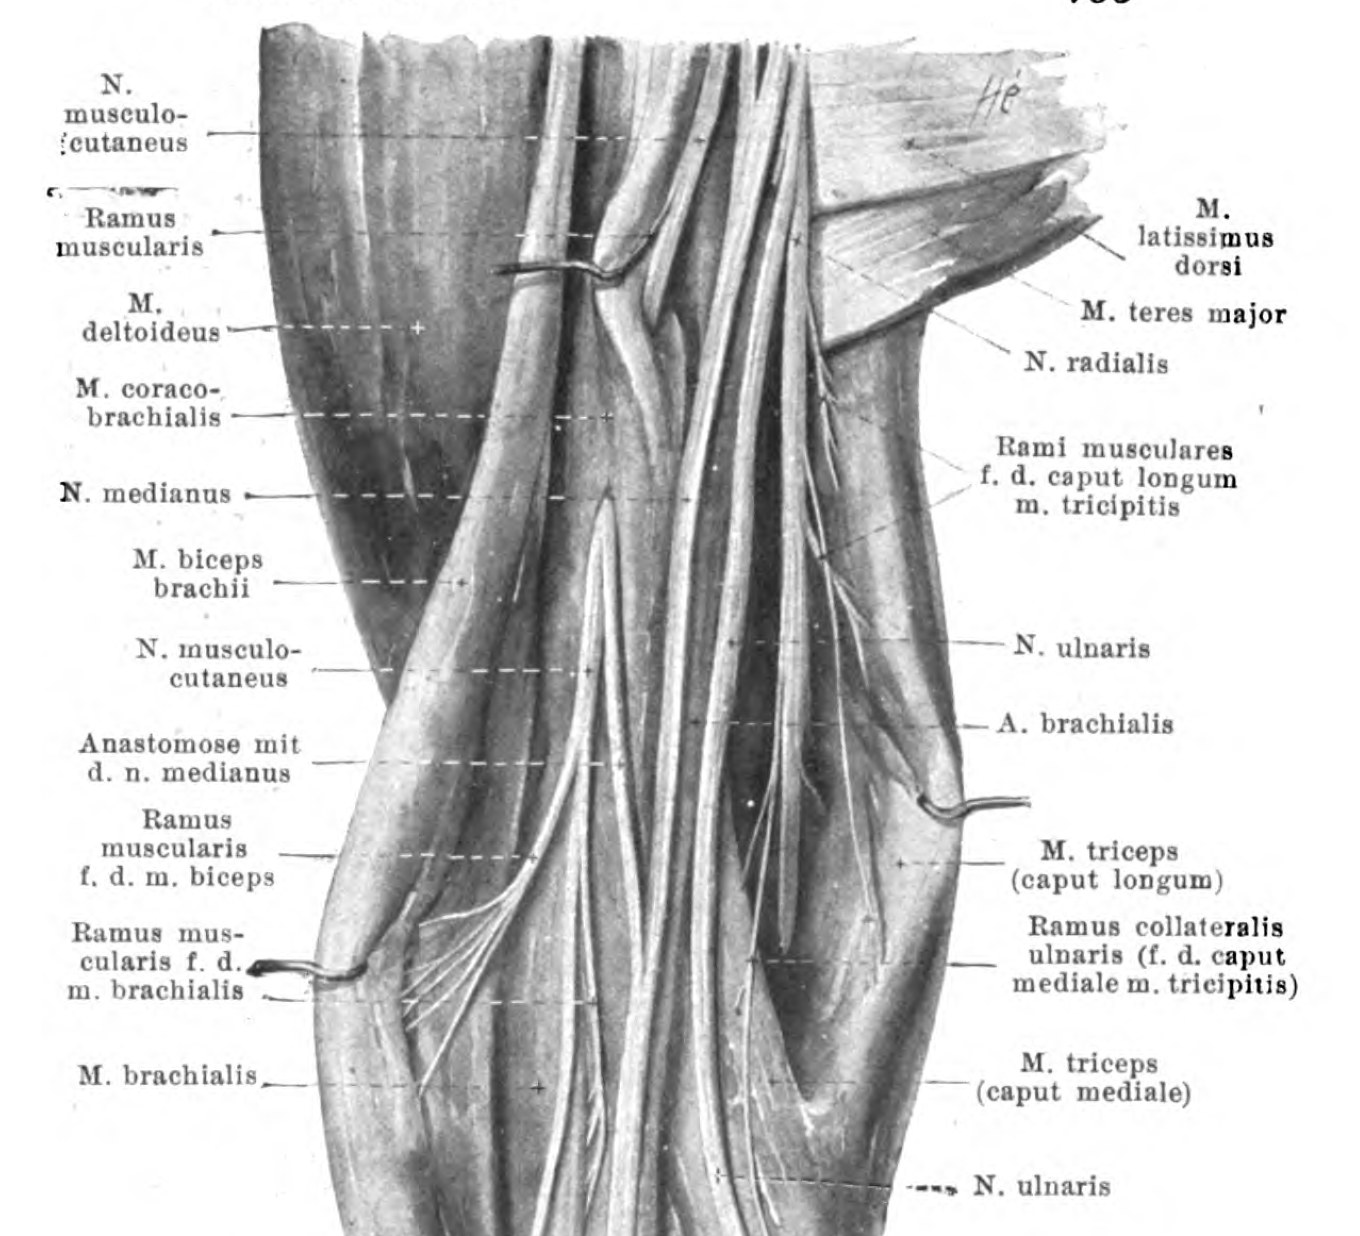 N.
musculo-
cutaneus
Ramus
muscularis
M.
deltoideus
M. coraco-
brachialis
N. medianus
M. biceps
brachii
N. musculo-
cutaneus
Anastomose mit
d. n. medianus
Ramus
muscularis
f. d. m. biceps
Ramus mus-
cularis f. d.
m. brachialis
M. brachialis
Hé
M.
latissimus
dorsi
M. teres major
N. radialis
Rami musculares
f. d. caput longum
m. tricipitis
N. ulnaris
A. brachialis
M. triceps
(caput longum)
Ramus collateralis
ulnaris (f. d. caput
mediale m. tricipitis)
M. triceps
(caput mediale)
N. ulnaris